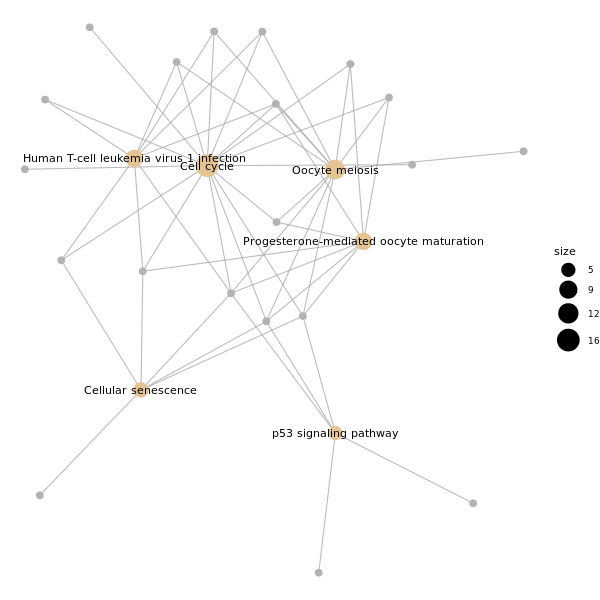 Human T-cell leukemia virus 1 infection
Cell cycle
Oocyte meiosis
Progesterone-mediated oocyte maturation
Cellular senescence
p53 signaling pathway
size
5
9
12
16